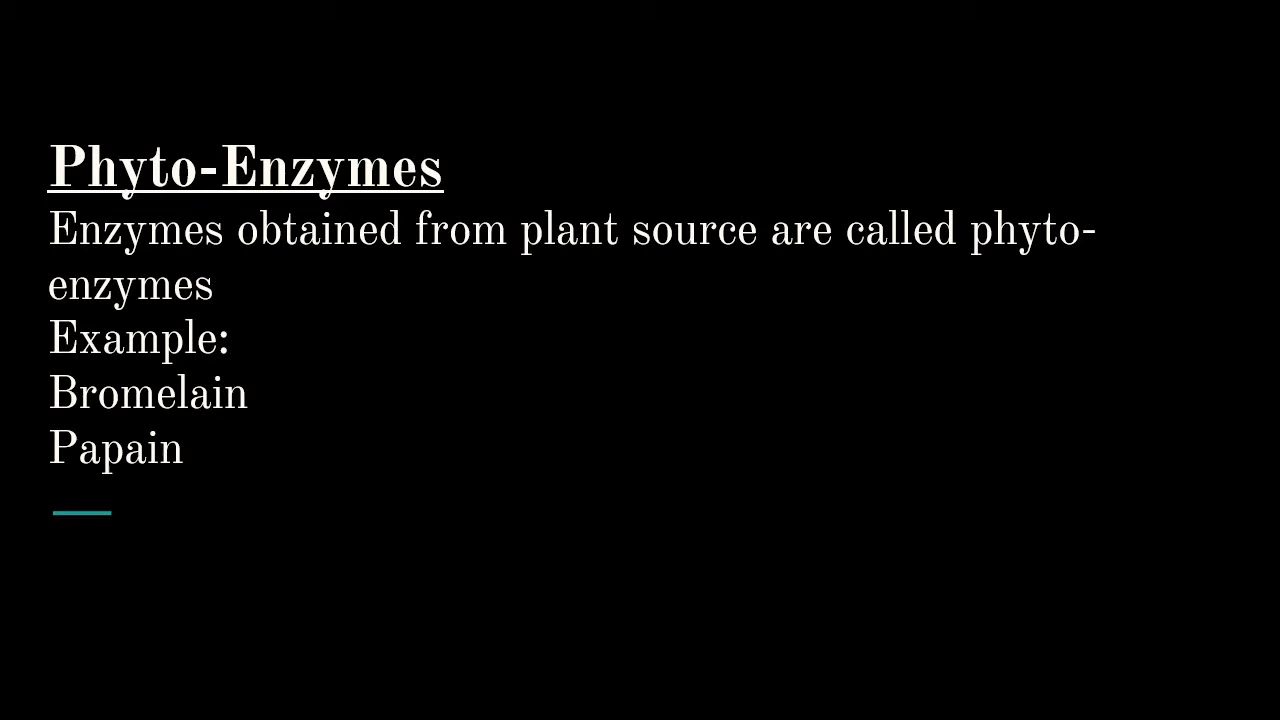 Phyto-Enzymes
Enzymes obtained from plant source are called phyto-
enzymes
Example:
Bromelain
Papain